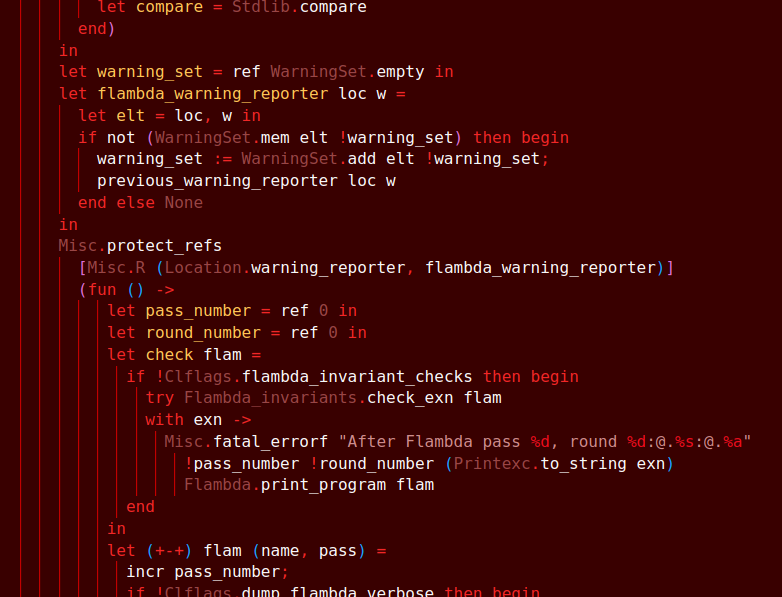 let compare = Stdlib.compare
end)
in
let warning_set = ref WarningSet.empty in
let flambda_warning_reporter loc w =
let elt = loc, w in
if not (WarningSet.mem elt !warning_set) then begin
warning_set := WarningSet.add elt !warning_set;
previous_warning_reporter loc w
end else None
in
Misc.protect_refs
[Misc.R (Location.warning_reporter, flambda_warning_reporter)]
(fun () ->
let pass_number = ref 0 in
let round_number = ref 0 in
let check flam =
if !Clflags.flambda_invariant_checks then begin
try Flambda_invariants.check_exn flam
with exn ->
Misc.fatal_errorf "After Flambda pass %d, round %d:@.%s:@.%a"
!pass_number !round_number (Printexc.to_string exn)
Flambda.print_program flam
end
in
let (+-+) flam (name, pass) =
incr pass_number;
if !Clflags.dump_flambda_verbose then begin